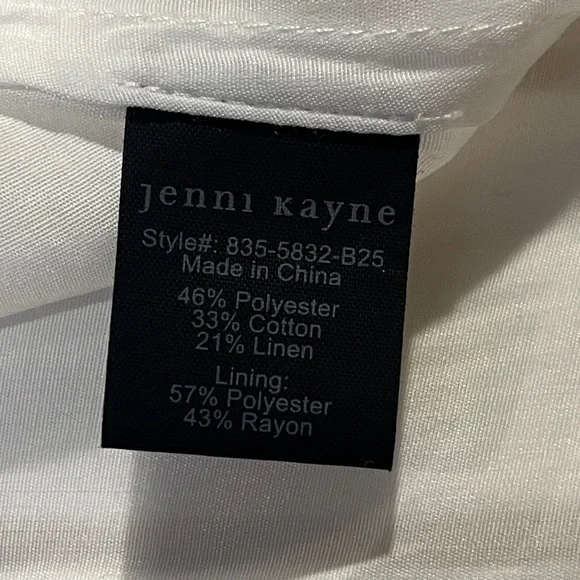 Jenni Kayne
Style#: 835-5832-B25
Made in China
46% Polyester
33% Cotton
21% Linen
Lining:
57% Polyester
43% Rayon